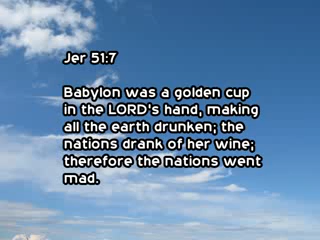 Jer 51:7
Babylon was a golden cup
in the LORD's hand, making
all the earth drunken; the
nations drank of her wine;
therefore the nations went
mad.